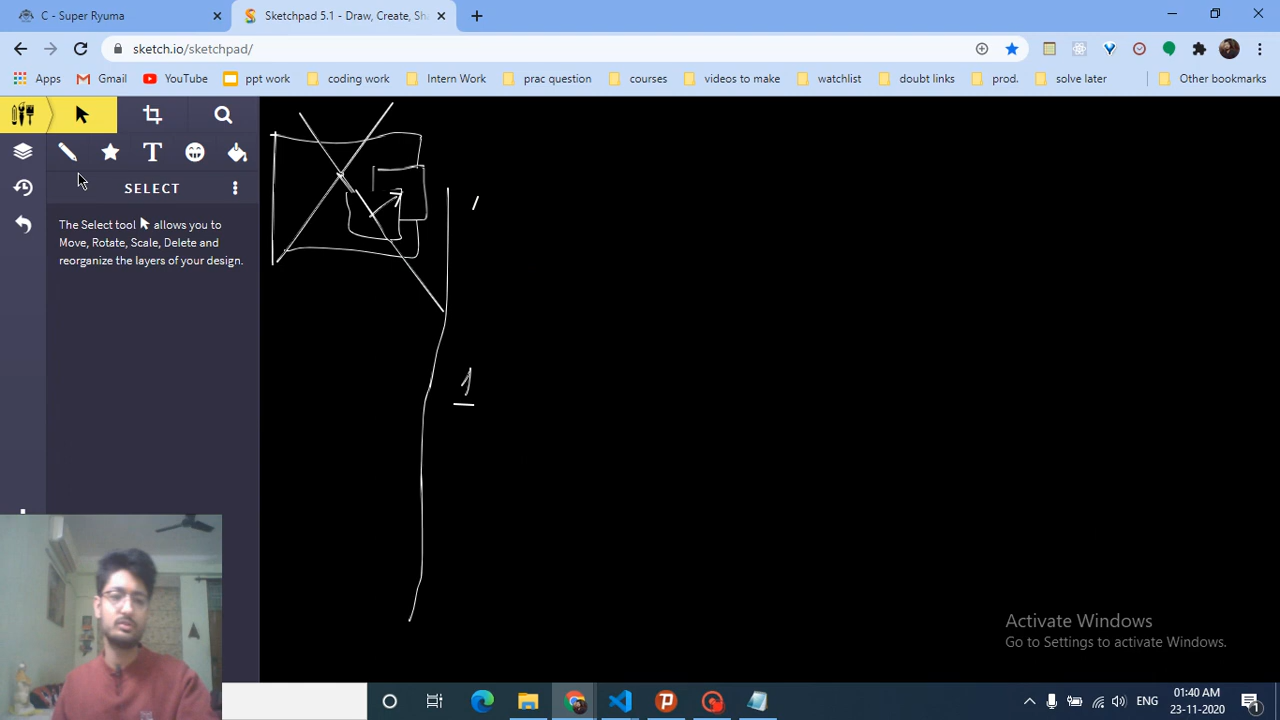 C - Super Ryuma
Sketchpad 5.1 - Draw, Create, Sh
sketch.io/sketchpad/
Apps Gmail YouTube ppt work coding work Intern Work prac question courses videos to make watchlist doubt links prod. solve later Other bookmarks
SELECT
The Select tool allows you to
Move, Rotate, Scale, Delete and
reorganize the layers of your design.
1
Activate Windows
Go to Settings to activate Windows.
ENG
01:40 AM
23-11-2020